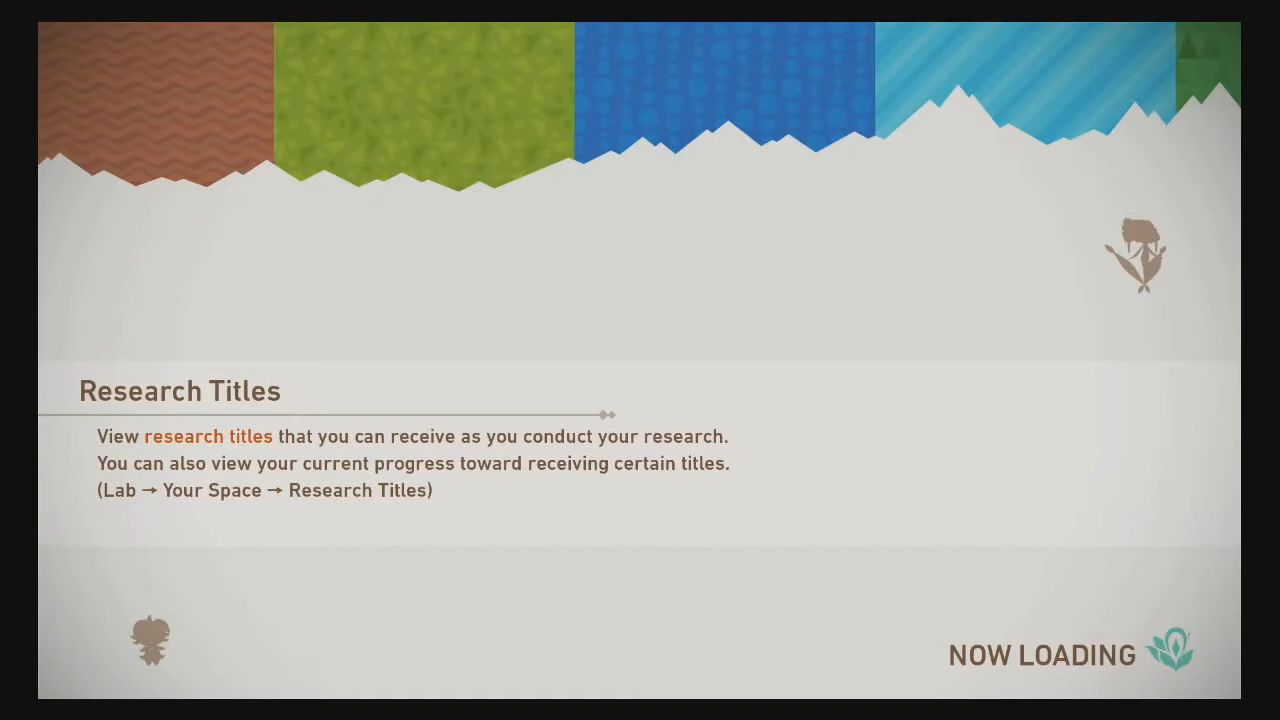 Research Titles
View research titles that you can receive as you conduct your research.
You can also view your current progress toward receiving certain titles.
(Lab → Your Space → Research Titles)
NOW LOADING